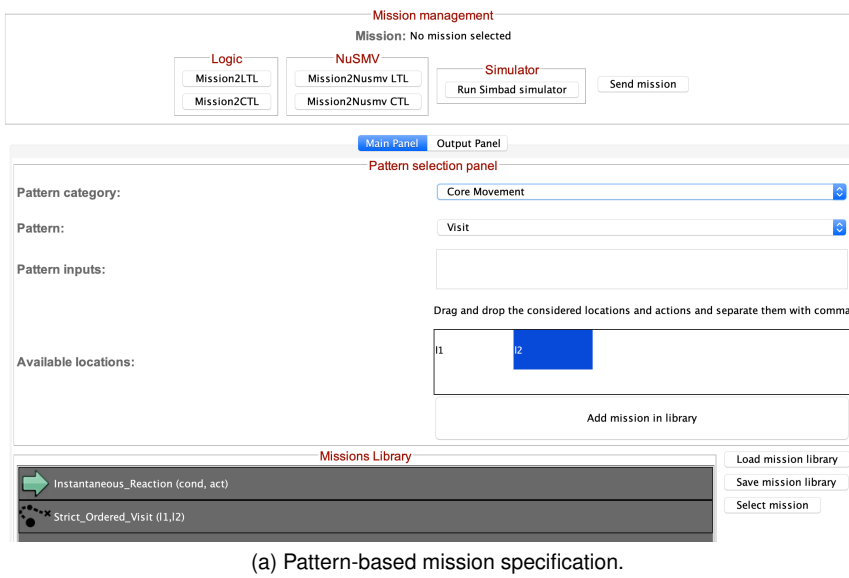 Mission management
Mission: No mission selected
Logic
NuSMV
Simulator
Mission2LTL
Mission2Nusmv LTL
Run Simbad simulator
Send mission
Mission2CTL
Mission2Nusmv CTL
Main Panel Output Panel
Pattern selection panel
Pattern category: Core Movement
Pattern: Visit
Pattern inputs:
Drag and drop the considered locations and actions and separate them with comma
Available locations: l1 l2
Add mission in library
Missions Library
Load mission library
Instantaneous_Reaction (cond, act)
Save mission library
Select mission
Strict_Ordered_Visit (l1,l2)
(a) Pattern-based mission specification.